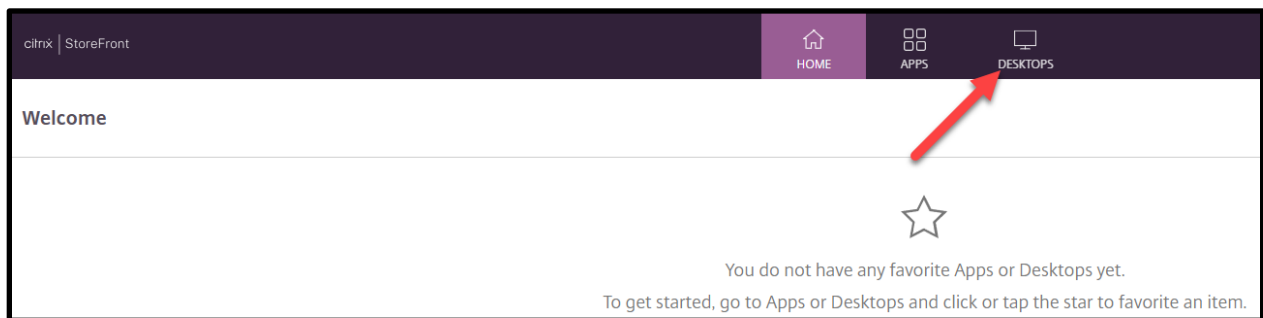 citrix | StoreFront
HOME
APPS
DESKTOPS
Welcome
You do not have any favorite Apps or Desktops yet.
To get started, go to Apps or Desktops and click or tap the star to favorite an item.